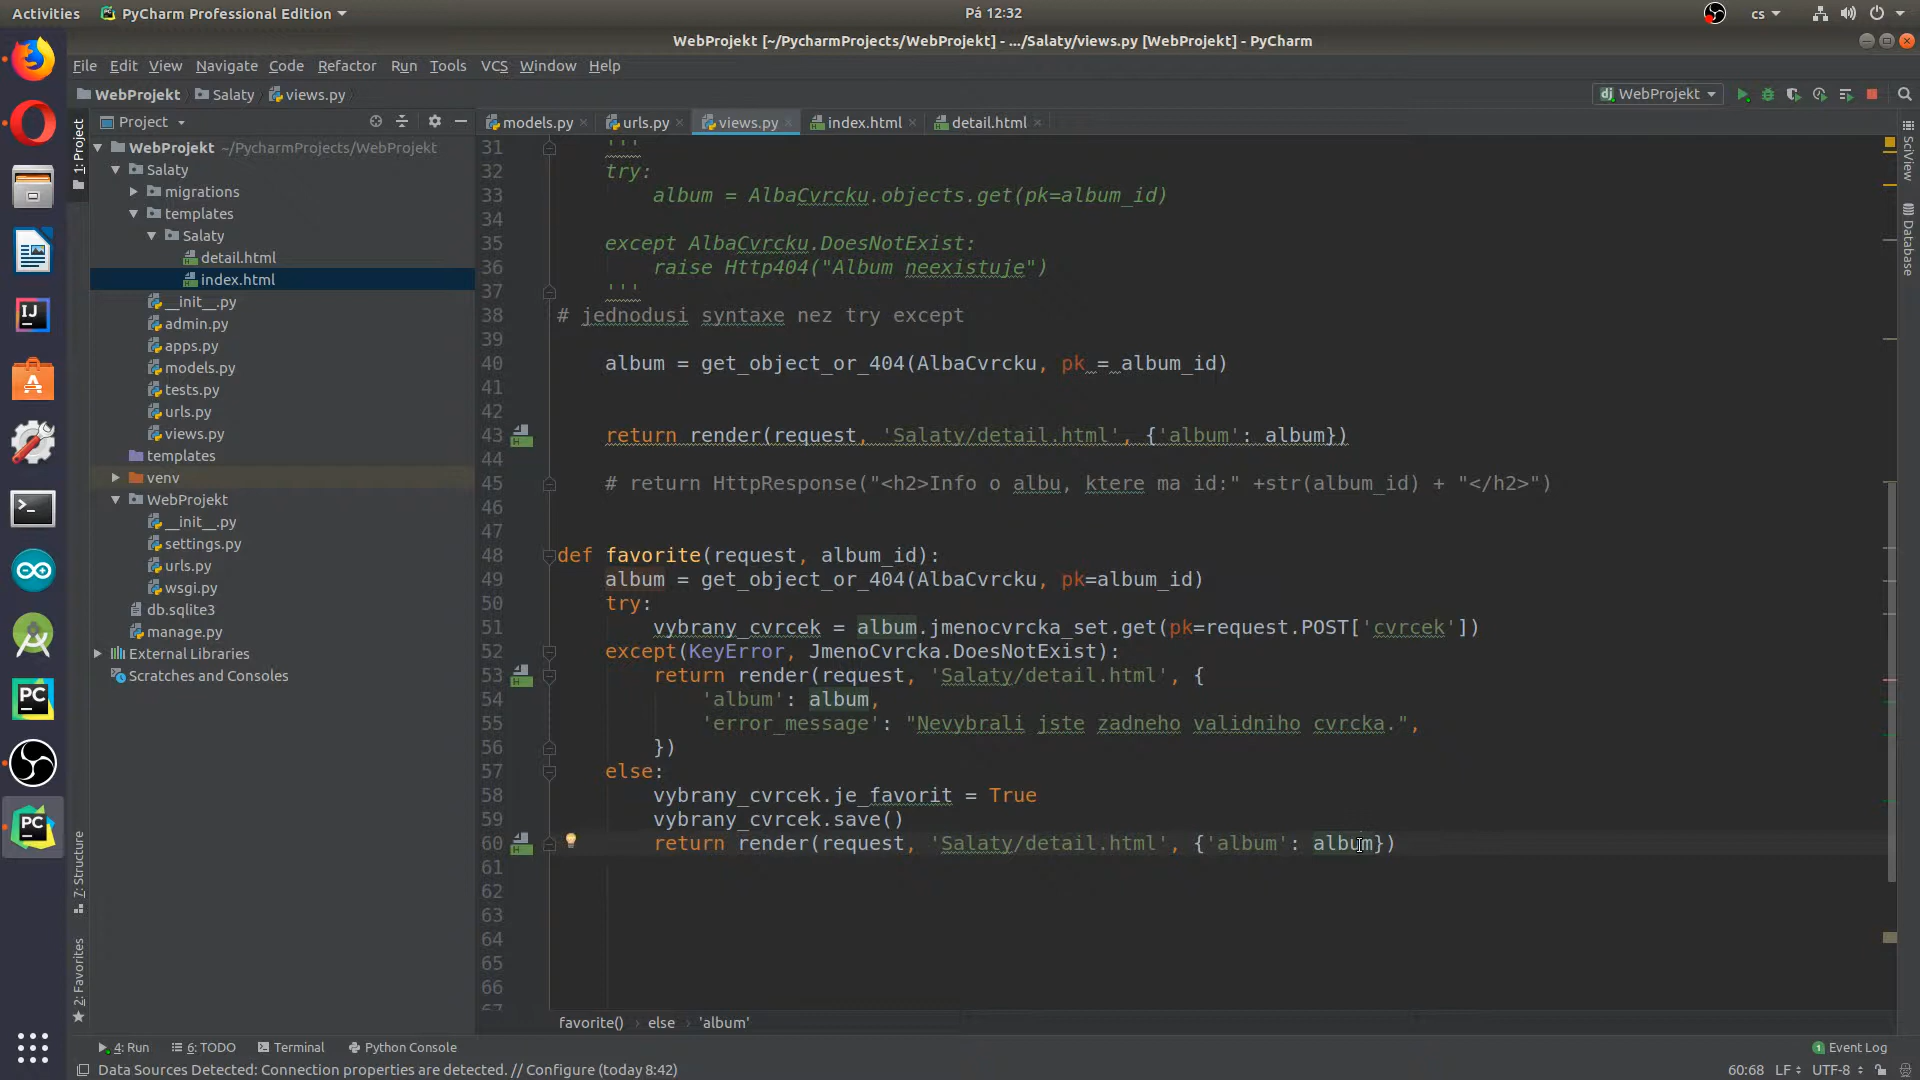 Activities
PyCharm Professional Edition
Pá 12:32
cs
WebProjekt [~/PycharmProjects/WebProjekt] - .../Salaty/views.py [WebProjekt] - PyCharm
File Edit View Navigate Code Refactor Run Tools VCS Window Help
WebProjekt Salaty views.py
dj WebProjekt
Project
models.py urls.py views.py index.html detail.html
1: Project
7: Structure
2: Favorites
WebProjekt ~/PycharmProjects/WebProjekt
Salaty
migrations
templates
Salaty
detail.html
index.html
__init__.py
admin.py
apps.py
models.py
tests.py
urls.py
views.py
templates
venv
WebProjekt
__init__.py
settings.py
urls.py
wsgi.py
db.sqlite3
manage.py
External Libraries
Scratches and Consoles
31 '''
32 try:
33 album = AlbaCvrcku.objects.get(pk=album_id)
34
35 except AlbaCvrcku.DoesNotExist:
36 raise Http404("Album neexistuje")
37 '''
38 # jednodusi syntaxe nez try except
39
40 album = get_object_or_404(AlbaCvrcku, pk = album_id)
41
42
43 return render(request, 'Salaty/detail.html', {'album': album})
44
45 # return HttpResponse("<h2>Info o albu, ktere ma id:" +str(album_id) + "</h2>")
46
47
48 def favorite(request, album_id):
49 album = get_object_or_404(AlbaCvrcku, pk=album_id)
50 try:
51 vybrany_cvrcek = album.jmenocvrcka_set.get(pk=request.POST['cvrcek'])
52 except(KeyError, JmenoCvrcka.DoesNotExist):
53 return render(request, 'Salaty/detail.html', {
54 'album': album,
55 'error_message': "Nevybrali jste zadneho validniho cvrcka.",
56 })
57 else:
58 vybrany_cvrcek.je_favorit = True
59 vybrany_cvrcek.save()
60 return render(request, 'Salaty/detail.html', {'album': album})
61
62
63
64
65
66
67
SciView
Database
favorite() › else › 'album'
4: Run 6: TODO Terminal Python Console
1 Event Log
Data Sources Detected: Connection properties are detected. // Configure (today 8:42)
60:68 LF UTF-8